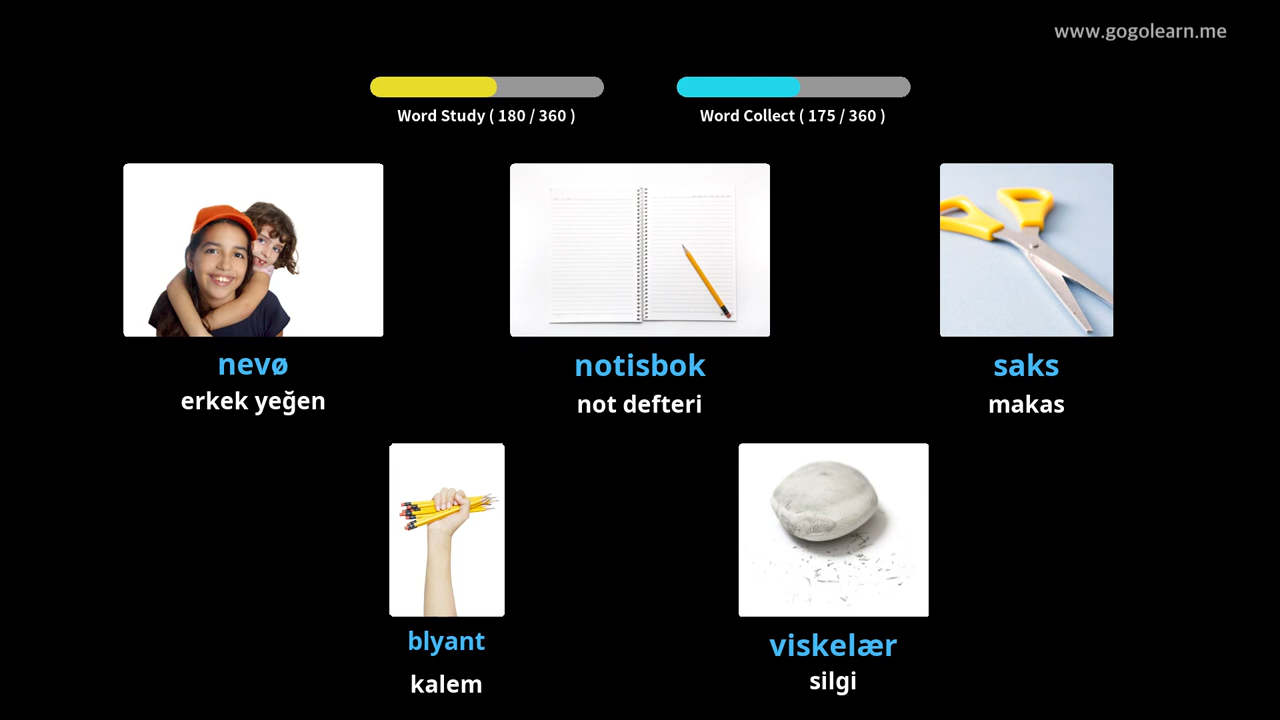 www.gogolearn.me
Word Study ( 180 / 360 )
Word Collect ( 175 / 360 )
nevø
erkek yeğen
notisbok
not defteri
saks
makas
blyant
kalem
viskelær
silgi